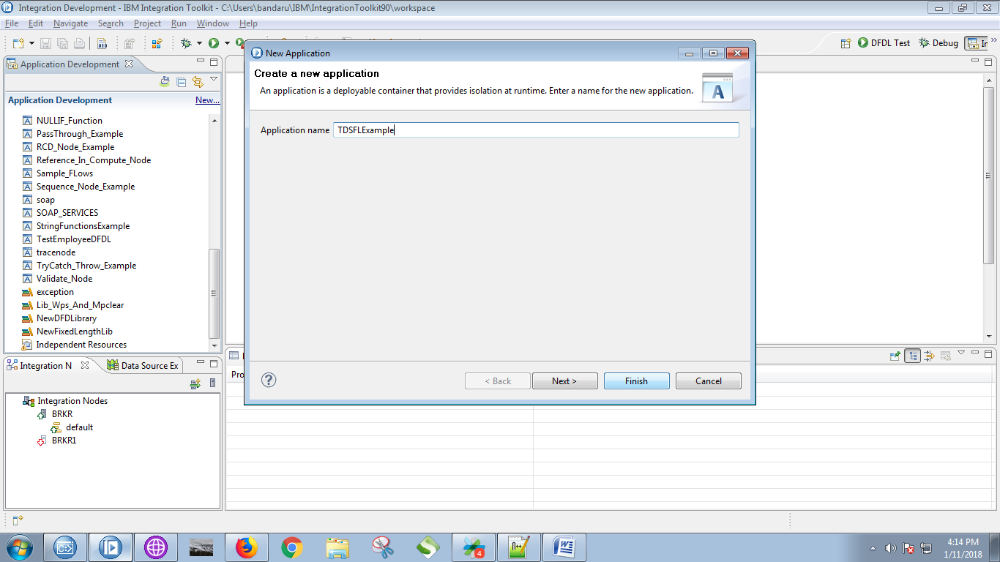 Integration Development - IBM Integration Toolkit - C:\Users\bandaru\IBM\IntegrationToolkit90\workspace
File Edit Navigate Search Project Run Window Help
DFDL Test Debug
Application Development
Application Development New...
NULLIF_Function
PassThrough_Example
RCD_Node_Example
Reference_In_Compute_Node
Sample_FLows
Sequence_Node_Example
soap
SOAP_SERVICES
StringFunctionsExample
TestEmployeeDFDL
tracenode
TryCatch_Throw_Example
Validate_Node
exception
Lib_Wps_And_Mpclear
NewDFDLibrary
NewFixedLengthLib
Independent Resources
New Application
Create a new application
An application is a deployable container that provides isolation at runtime. Enter a name for the new application.
A
Application name TDSFLExample
< Back Next > Finish Cancel
Integration N Data Source Ex
Integration Nodes
BRKR
default
BRKR1
Pro
4
4:14 PM
1/11/2018